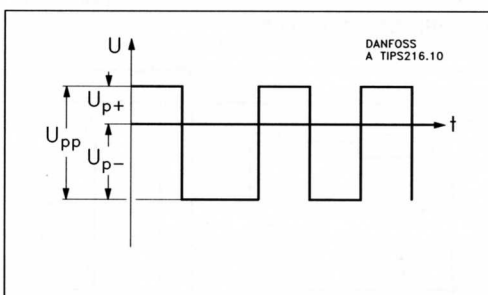 U
DANFOSS
A TIPS216.10
Up+
t
Upp
Up−